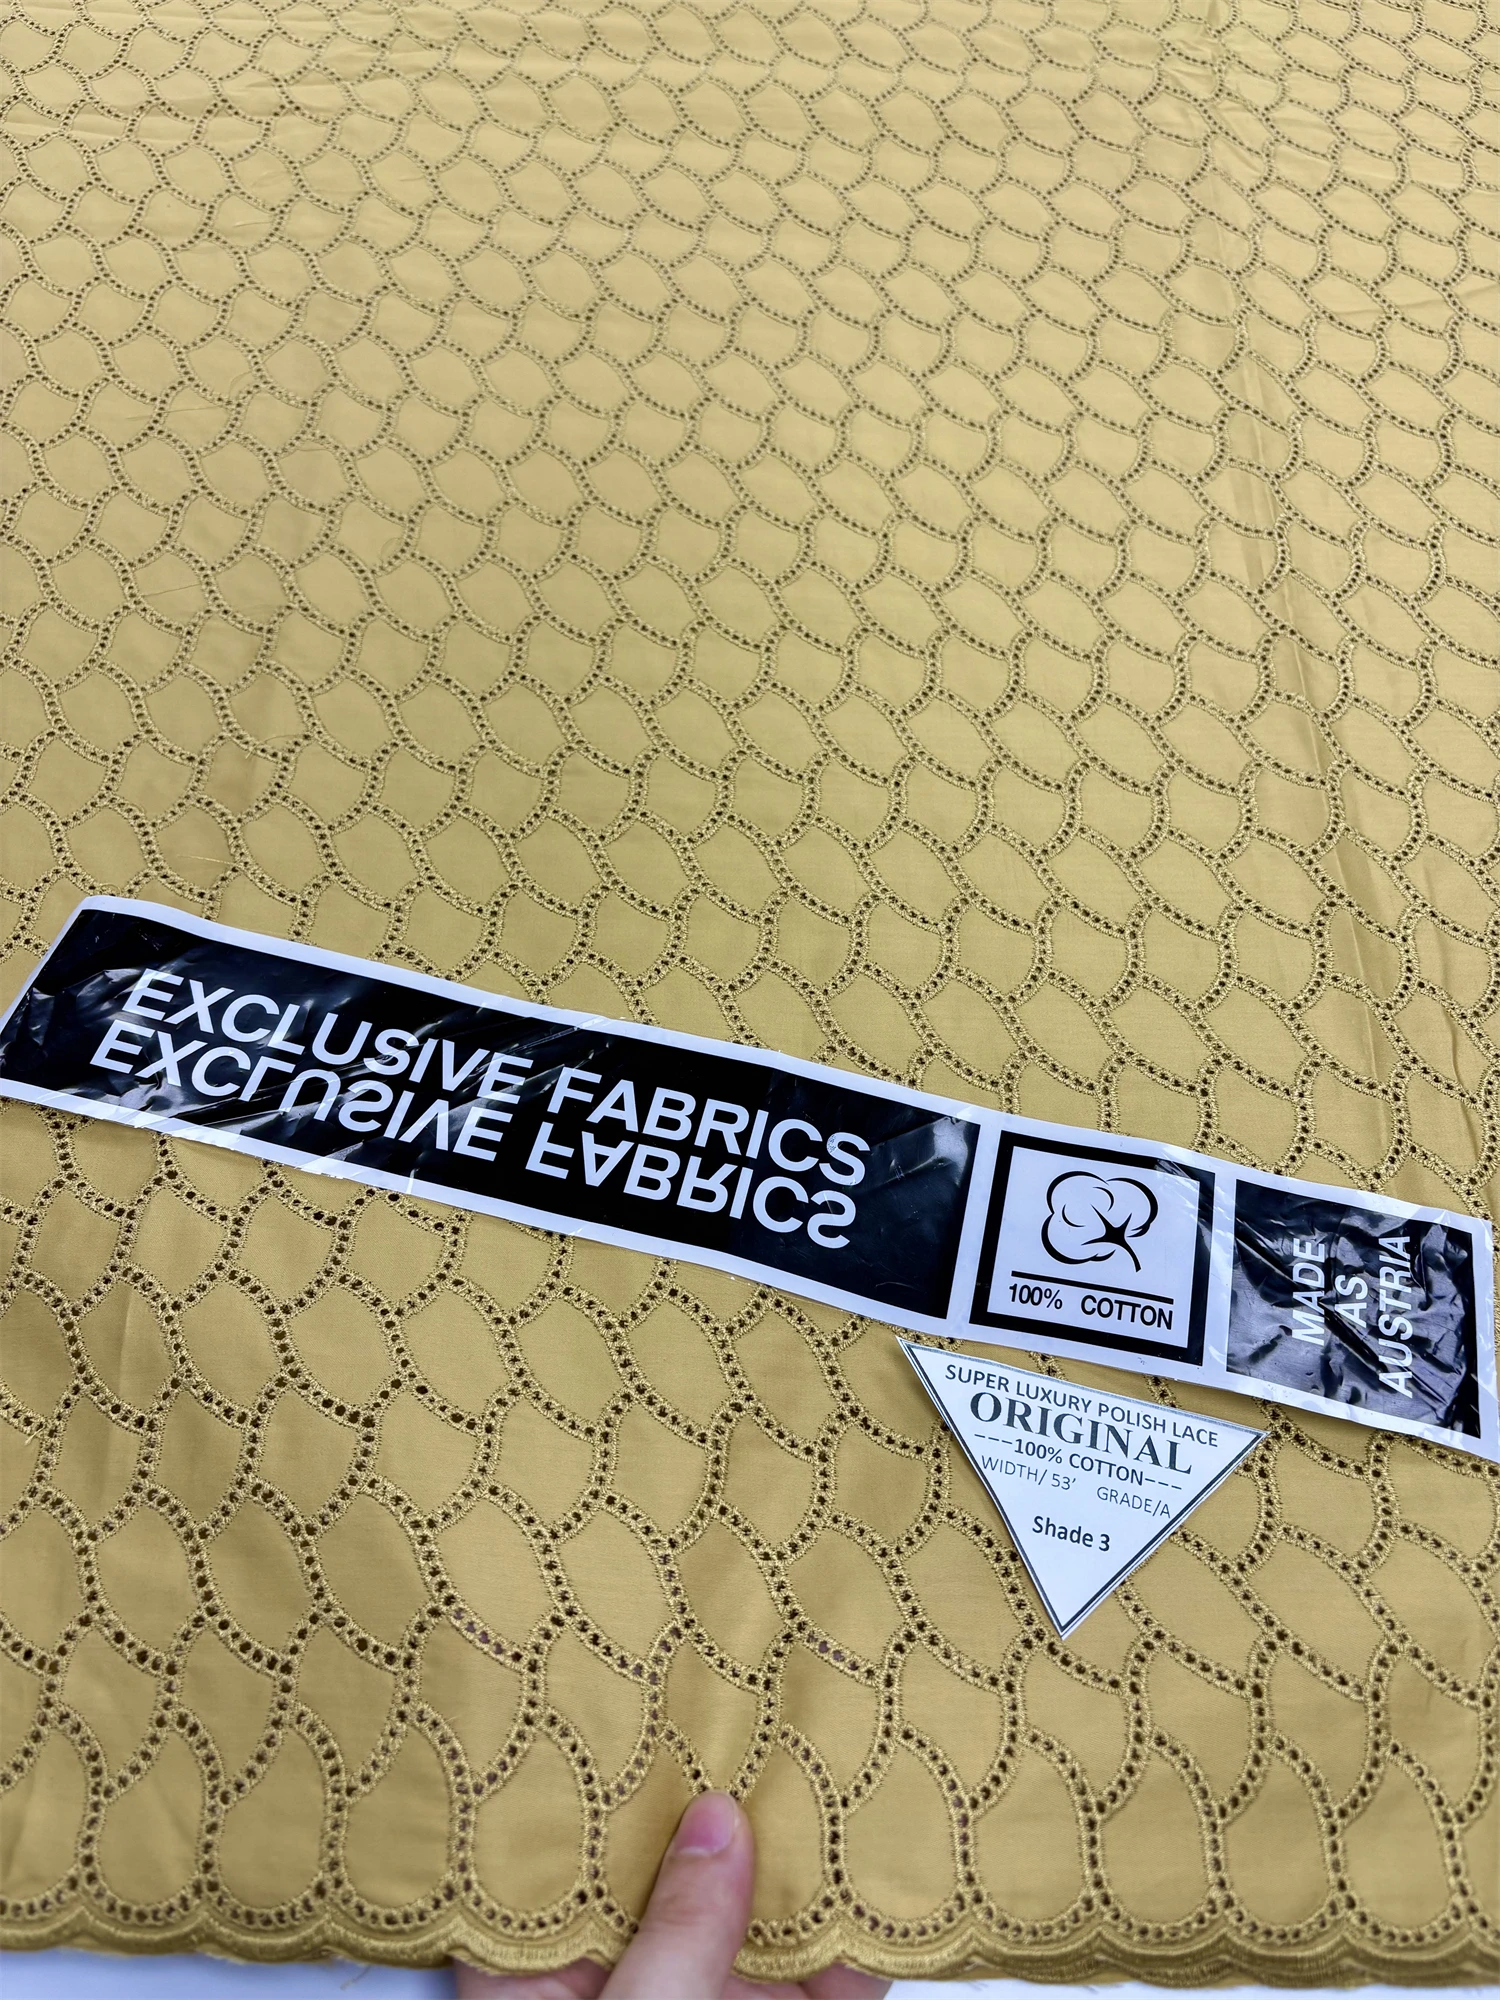 EXCLUSIVE FABRICS
EXCLUSIVE FABRICS
100% COTTON
MADE
AS
AUSTRIA
SUPER LUXURY POLISH LACE
ORIGINAL
---100% COTTON---
WIDTH/ 53' GRADE/A
Shade 3